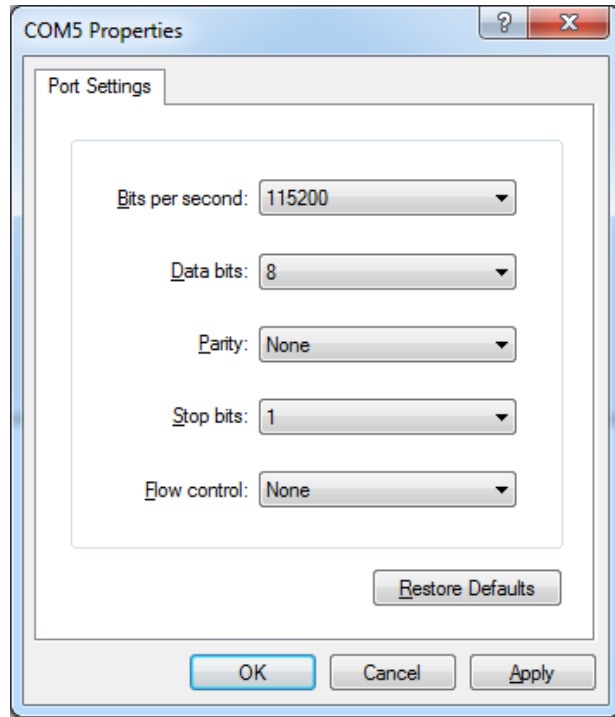 COM5 Properties
Port Settings
Bits per second: 115200
Data bits: 8
Parity: None
Stop bits: 1
Flow control: None
Restore Defaults
OK Cancel Apply